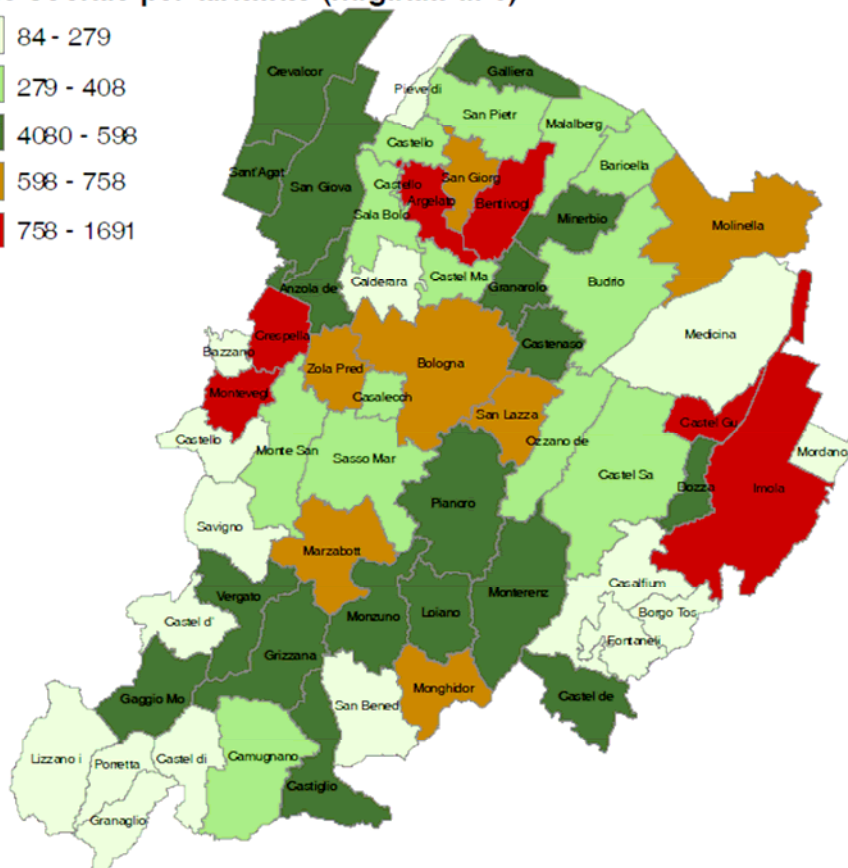 84 - 279
279 - 408
4080 - 598
598 - 758
758 - 1691
Crevalcor
Galliera
Pieve di
San Pietr
Malalberg
Castello
Baricella
Sant'Agat
San Giova
Castello
San Giorg
Argelato
Bentivogl
Sala Bolo
Minerbio
Molinella
Anzola de
Calderara
Castel Ma
Granarolo
Budrio
Crespella
Bazzano
Zola Pred
Bologna
Castenaso
Medicina
Montevegl
Casalecch
San Lazza
Castel Gu
Castello
Monte San
Sasso Mar
Ozzano de
Mordano
Castel Sa
Dozza
Imola
Savigno
Pianoro
Marzabott
Vergato
Castel d'
Monzuno
Loiano
Monterenz
Casalfium
Borgo Tos
Fontaneli
Grizzana
Gaggio Mo
San Bened
Monghidor
Castel de
Lizzano i
Porretta
Castel di
Camugnano
Castiglio
Granaglio